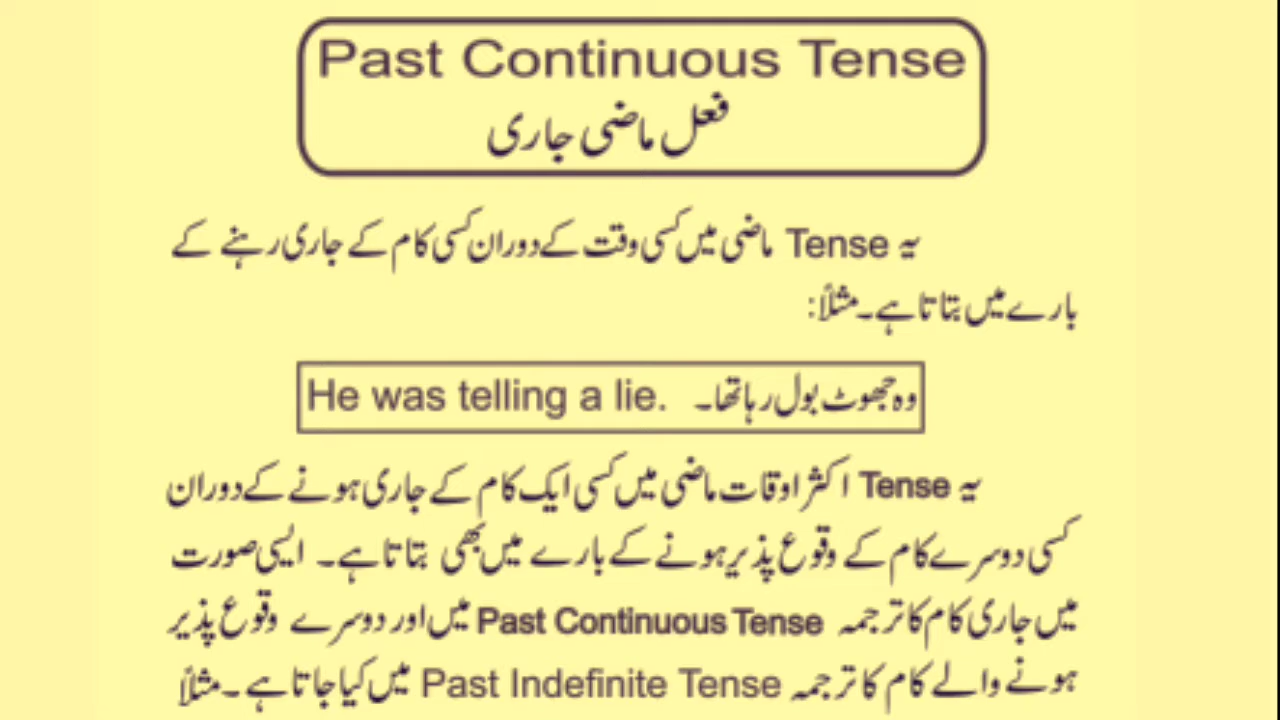 Past Continuous Tense
فعل ماضی جاری
یہ Tense ماضی میں کسی وقت کے دوران کسی کام کے جاری رہنے کے
بارے میں بتاتا ہے۔ مثلاً:
وہ جھوٹ بول رہا تھا۔ He was telling a lie.
یہ Tense اکثر اوقات ماضی میں کسی ایک کام کے جاری ہونے کے دوران
کسی دوسرے کام کے وقوع پذیر ہونے کے بارے میں بھی بتاتا ہے۔ ایسی صورت
میں جاری کام کا ترجمہ Past Continuous Tense میں اور دوسرے وقوع پذیر
ہونے والے کام کا ترجمہ Past Indefinite Tense میں کیا جاتا ہے۔ مثلاً